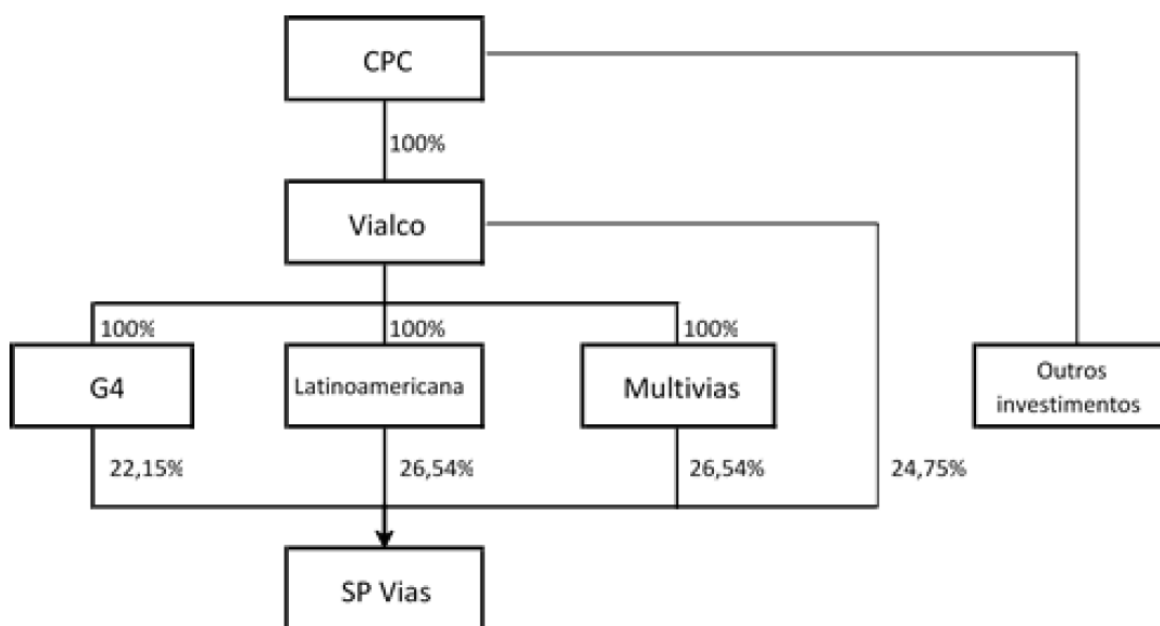 CPC
100%
Vialco
100%
100%
100%
G4
Latinoamericana
Multivias
Outros
investimentos
22,15%
26,54%
26,54%
24,75%
SP Vias